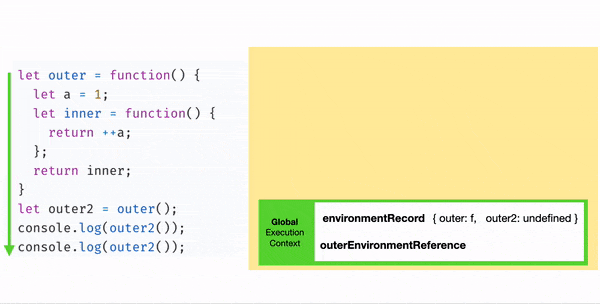 let outer = function() {
  let a = 1;
  let inner = function() {
    return ++a;
  };
  return inner;
}
let outer2 = outer();
console.log(outer2());
console.log(outer2());
Global
Execution
Context
environmentRecord { outer: f, outer2: undefined }
outerEnvironmentReference